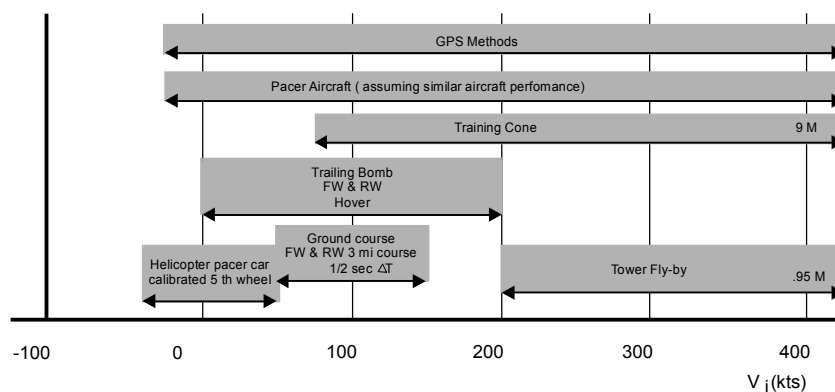 GPS Methods
Pacer Aircraft ( assuming similar aircraft perfomance)
Training Cone 9 M
Trailing Bomb
FW & RW
Hover
Ground course
FW & RW 3 mi course
1/2 sec ΔT
Helicopter pacer car
calibrated 5 th wheel
Tower Fly-by .95 M
-100 0 100 200 300 400
V i (kts)